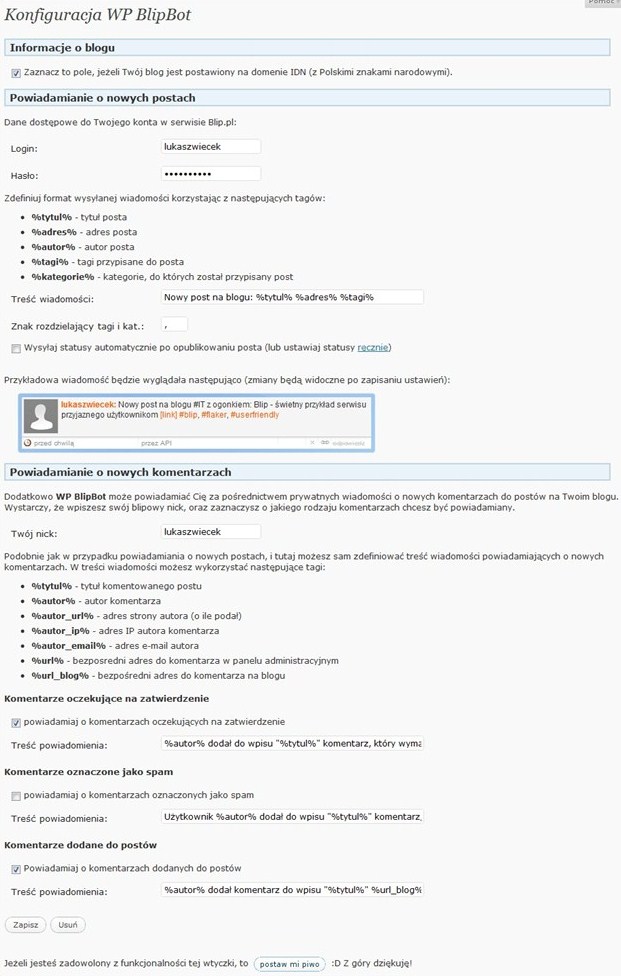 Pomoc
Konfiguracja WP BlipBot
Informacje o blogu
Zaznacz to pole, jeżeli Twój blog jest postawiony na domenie IDN (z Polskimi znakami narodowymi).
Powiadamianie o nowych postach
Dane dostępowe do Twojego konta w serwisie Blip.pl:
Login: lukaszwiecek
Hasło: ••••••••••
Zdefiniuj format wysyłanej wiadomości korzystając z następujących tagów:
• %tytul% - tytuł posta
• %adres% - adres posta
• %autor% - autor posta
• %tagi% - tagi przypisane do posta
• %kategorie% - kategorie, do których został przypisany post
Treść wiadomości: Nowy post na blogu: %tytul% %adres% %tagi%
Znak rozdzielający tagi i kat.: ,
Wysyłaj statusy automatycznie po opublikowaniu posta (lub ustawiaj statusy ręcznie)
Przykładowa wiadomość będzie wyglądała następująco (zmiany będą widoczne po zapisaniu ustawień):
lukaszwiecek: Nowy post na blogu #IT z ogonkiem: Blip - świetny przykład serwisu
przyjaznego użytkownikom [link] #blip, #flaker, #userfriendly
przed chwilą przez API odpowiedz
Powiadamianie o nowych komentarzach
Dodatkowo WP BlipBot może powiadamiać Cię za pośrednictwem prywatnych wiadomości o nowych komentarzach do postów na Twoim blogu.
Wystarczy, że wpiszesz swój blipowy nick, oraz zaznaczysz o jakiego rodzaju komentarzach chcesz być powiadamiany.
Twój nick: lukaszwiecek
Podobnie jak w przypadku powiadamiania o nowych postach, i tutaj możesz sam zdefiniować treść wiadomości powiadamiających o nowych
komentarzach. W treści wiadomości możesz wykorzystać następujące tagi:
• %tytul% - tytuł komentowanego postu
• %autor% - autor komentarza
• %autor_url% - adres strony autora (o ile podał)
• %autor_ip% - adres IP autora komentarza
• %autor_email% - adres e-mail autora
• %url% - bezposredni adres do komentarza w panelu administracyjnym
• %url_blog% - bezpośredni adres do komentarza na blogu
Komentarze oczekujące na zatwierdzenie
powiadamiaj o komentarzach oczekujących na zatwierdzenie
Treść powiadomienia: %autor% dodał do wpisu "%tytul%" komentarz, który wyma
Komentarze oznaczone jako spam
powiadamiaj o komentarzach oznaczonych jako spam
Treść powiadomienia: Użytkownik %autor% dodał do wpisu "%tytul%" komentarz,
Komentarze dodane do postów
Powiadamiaj o komentarzach dodanych do postów
Treść powiadomienia: %autor% dodał komentarz do wpisu "%tytul%" %url_blog%
Zapisz Usuń
Jeżeli jesteś zadowolony z funkcjonalności tej wtyczki, to postaw mi piwo :D Z góry dziękuję!